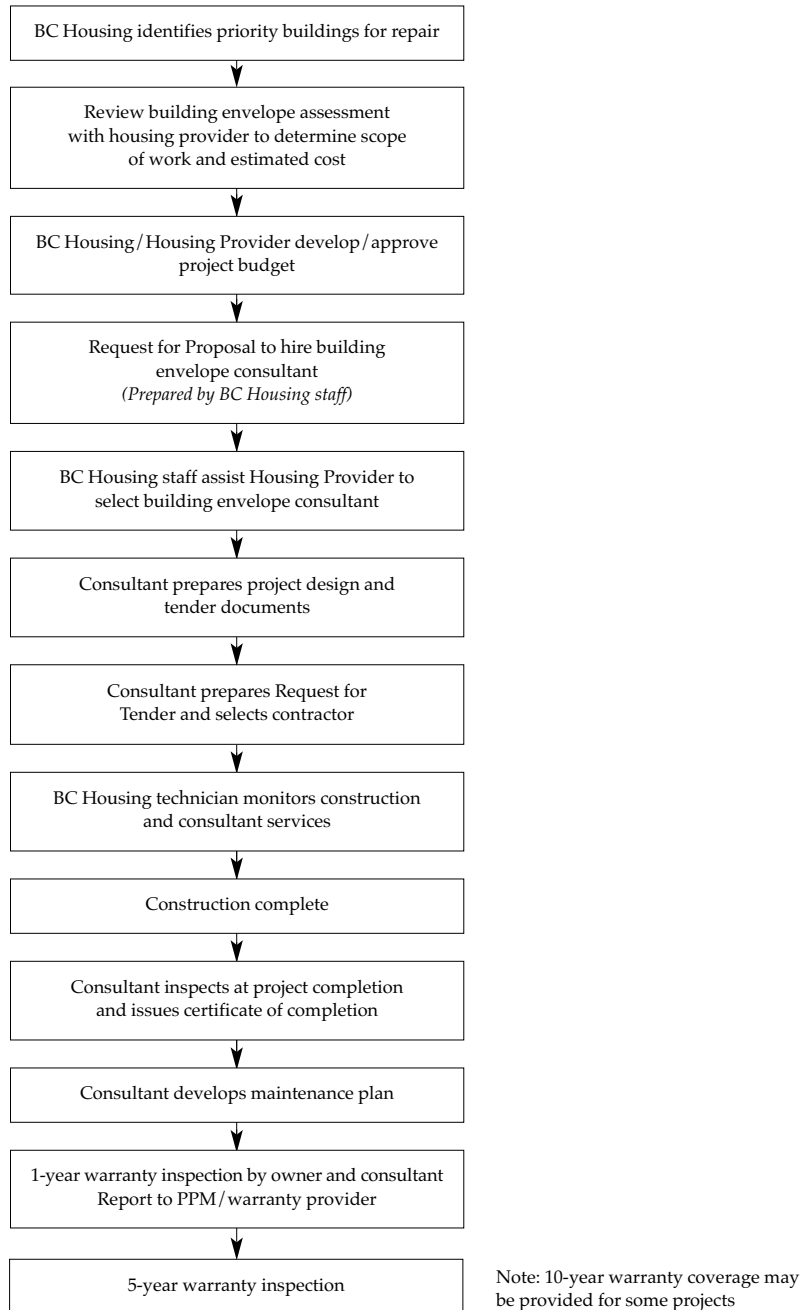 BC Housing identifies priority buildings for repair
Review building envelope assessment
with housing provider to determine scope
of work and estimated cost
BC Housing/Housing Provider develop/approve
project budget
Request for Proposal to hire building
envelope consultant
(Prepared by BC Housing staff)
BC Housing staff assist Housing Provider to
select building envelope consultant
Consultant prepares project design and
tender documents
Consultant prepares Request for
Tender and selects contractor
BC Housing technician monitors construction
and consultant services
Construction complete
Consultant inspects at project completion
and issues certificate of completion
Consultant develops maintenance plan
1-year warranty inspection by owner and consultant
Report to PPM/warranty provider
5-year warranty inspection
Note: 10-year warranty coverage may
be provided for some projects